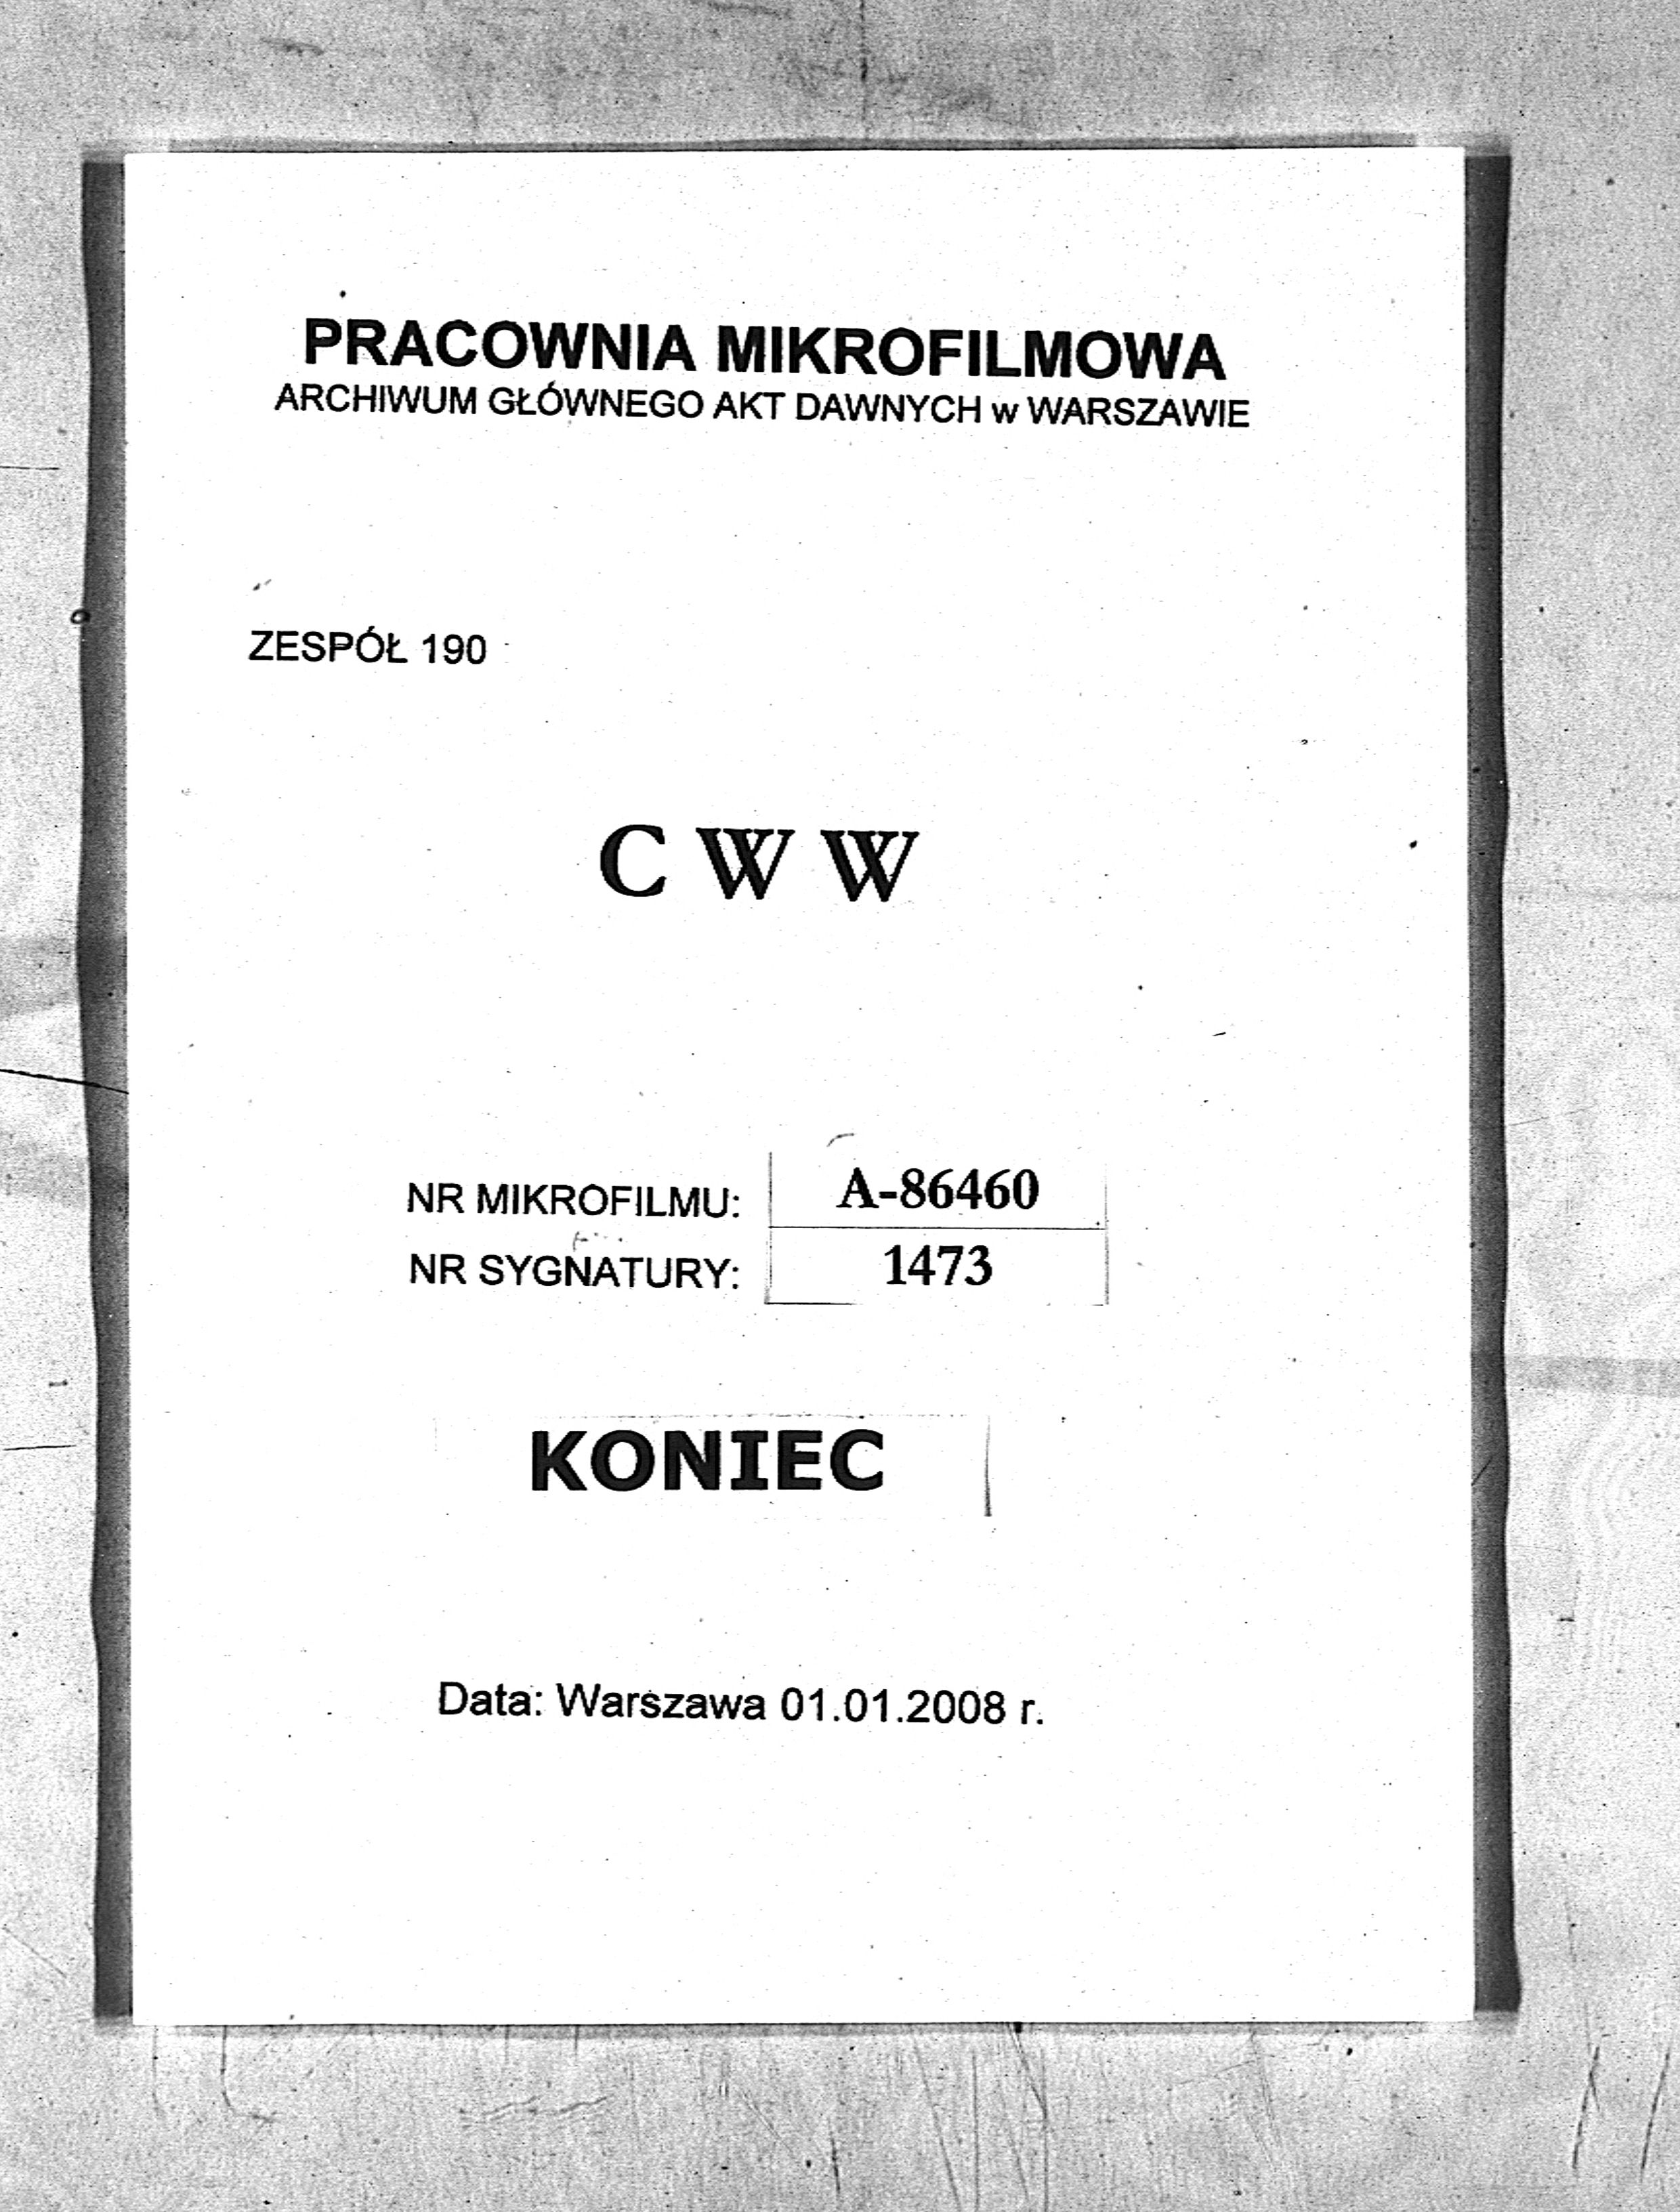 PRACOWNIA MIKROFILMOWA
ARCHIWUM GŁÓWNEGO AKT DAWNYCH w WARSZAWIE
ZESPÓŁ 190
C W W
NR MIKROFILMU: A-86460
NR SYGNATURY: 1473
KONIEC
Data: Warszawa 01.01.2008 r.